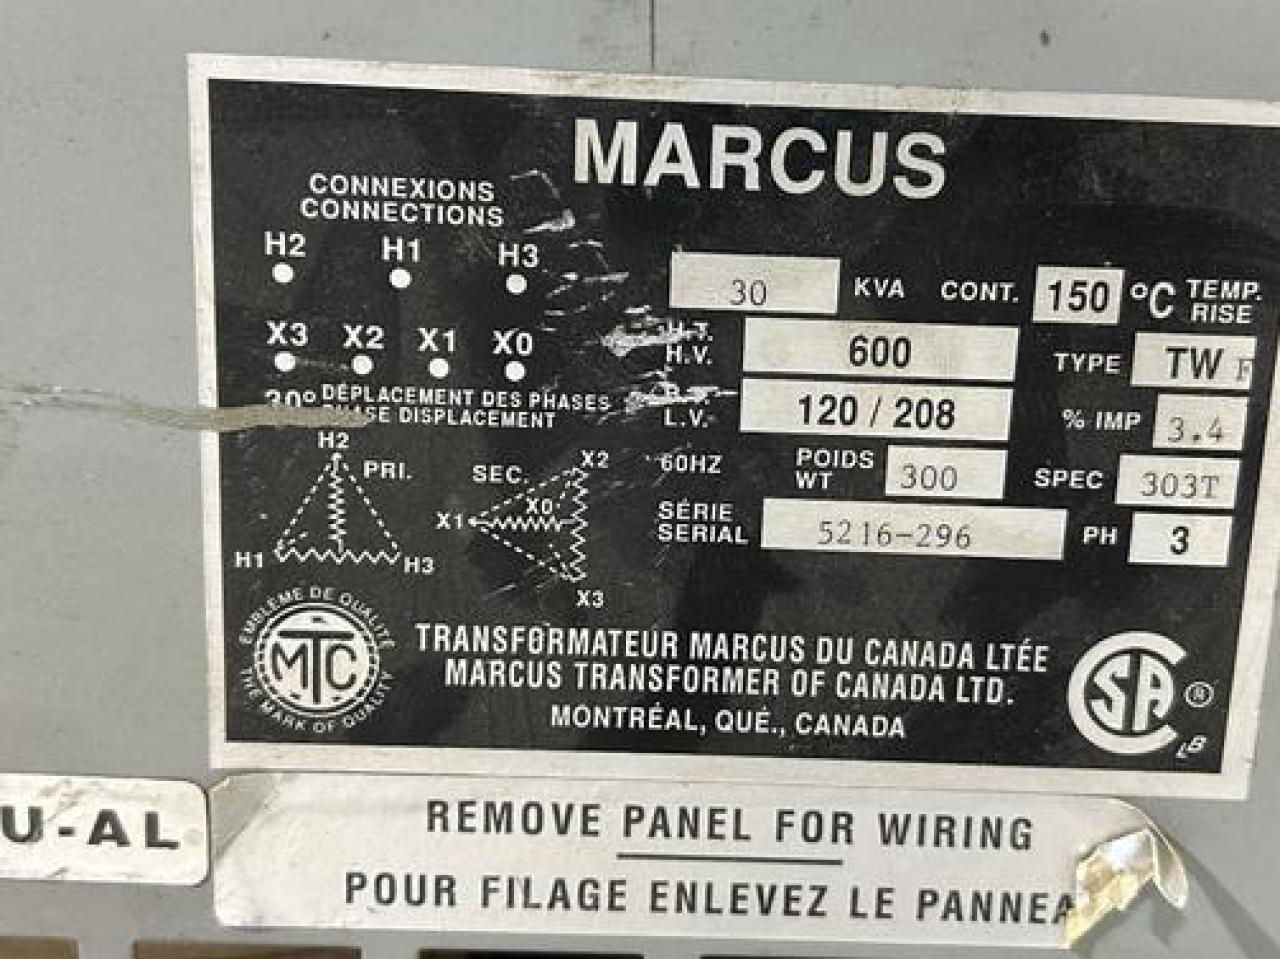 MARCUS
CONNEXIONS
CONNECTIONS
H2 H1 H3
X3 X2 X1 X0
30° DÉPLACEMENT DES PHASES
PHASE DISPLACEMENT
H2
PRI.
H1 H3
SEC.
X2
X0
X1
X3
30 KVA CONT. 150 °C TEMP.
RISE
H.T.
H.V. 600 TYPE TW F
L.V. 120 / 208 % IMP 3.4
60HZ POIDS
WT 300 SPEC 303T
SÉRIE
SERIAL 5216-296 PH 3
EMBLÈME DE QUALITÉ
MTC
THE MARK OF QUALITY
TRANSFORMATEUR MARCUS DU CANADA LTÉE
MARCUS TRANSFORMER OF CANADA LTD.
MONTRÉAL, QUÉ., CANADA
CSA ®
LB
U-AL
REMOVE PANEL FOR WIRING
POUR FILAGE ENLEVEZ LE PANNEA